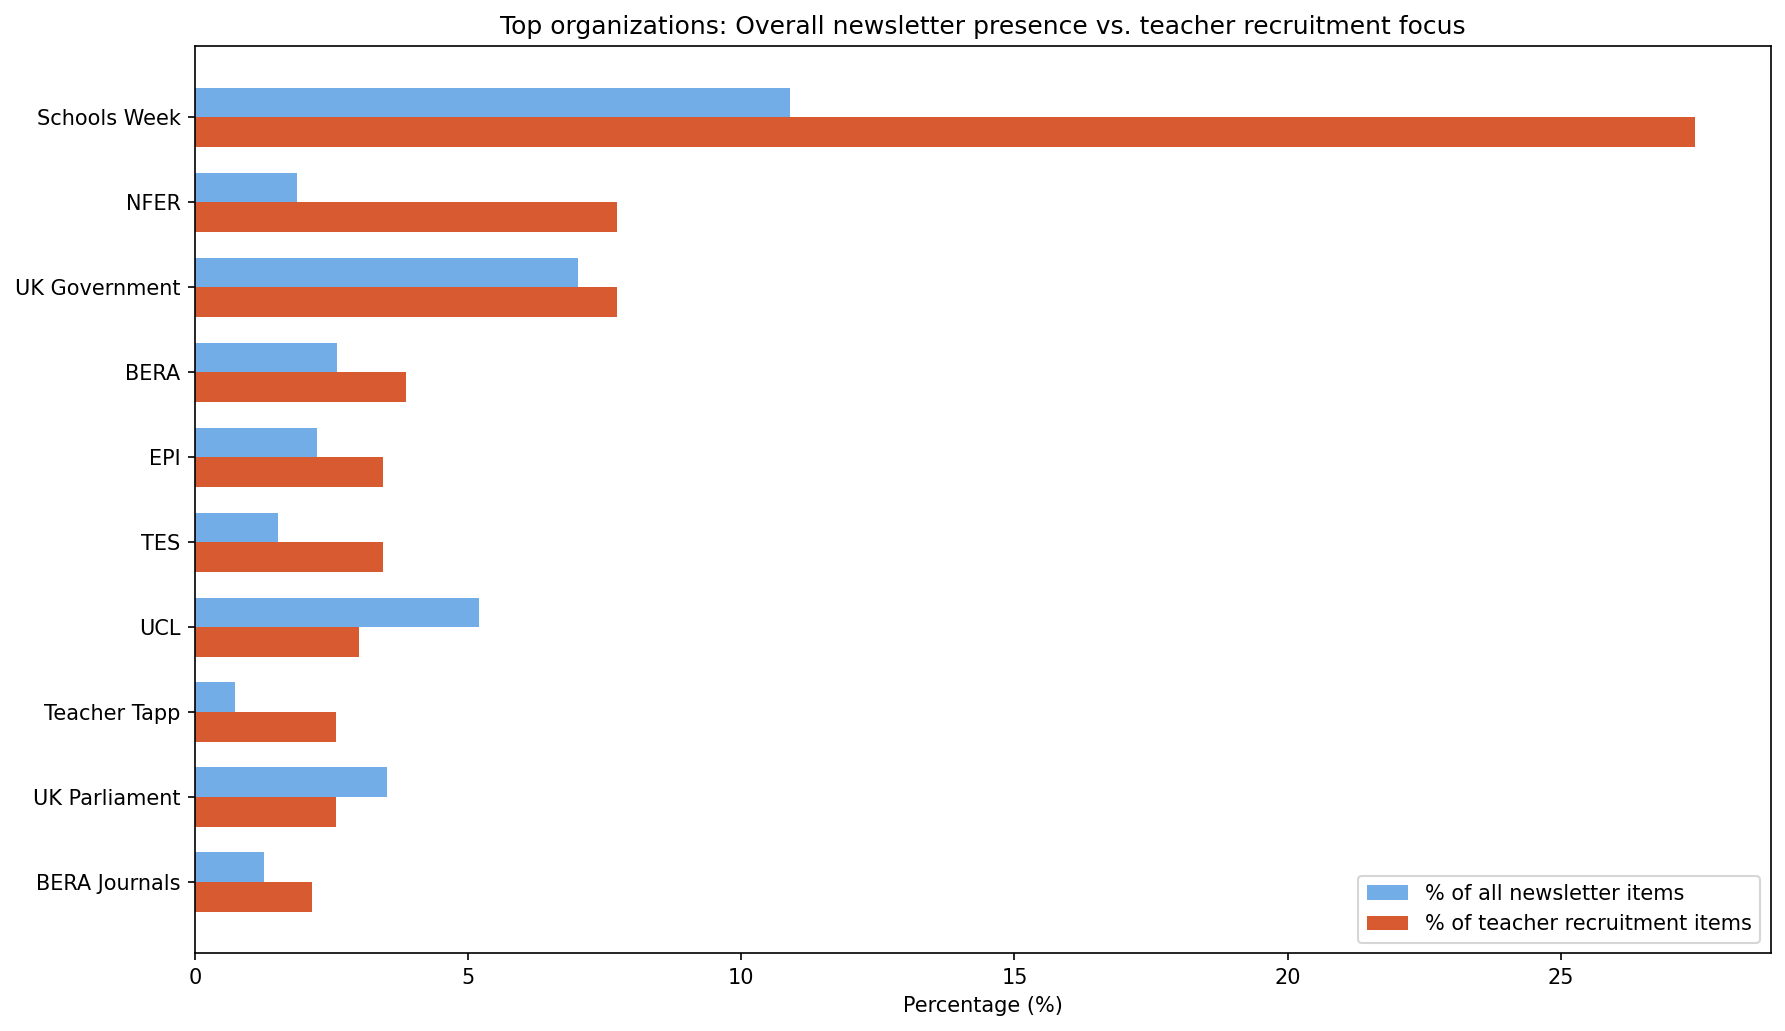 Top organizations: Overall newsletter presence vs. teacher recruitment focus
Schools Week
NFER
UK Government
BERA
EPI
TES
UCL
Teacher Tapp
UK Parliament
BERA Journals
% of all newsletter items
% of teacher recruitment items
0 5 10 15 20 25
Percentage (%)